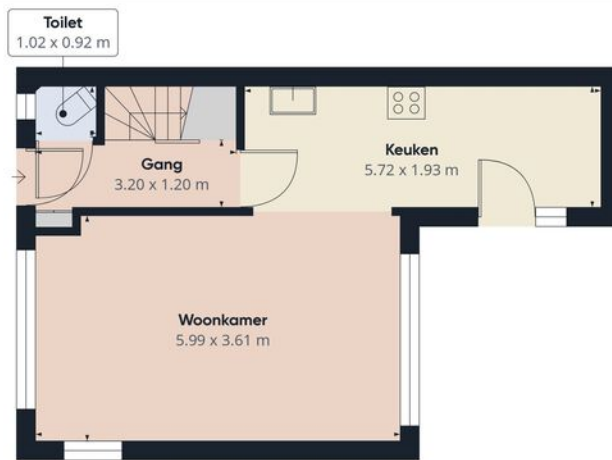 Toilet
1.02 x 0.92 m
Gang
3.20 x 1.20 m
Keuken
5.72 x 1.93 m
Woonkamer
5.99 x 3.61 m